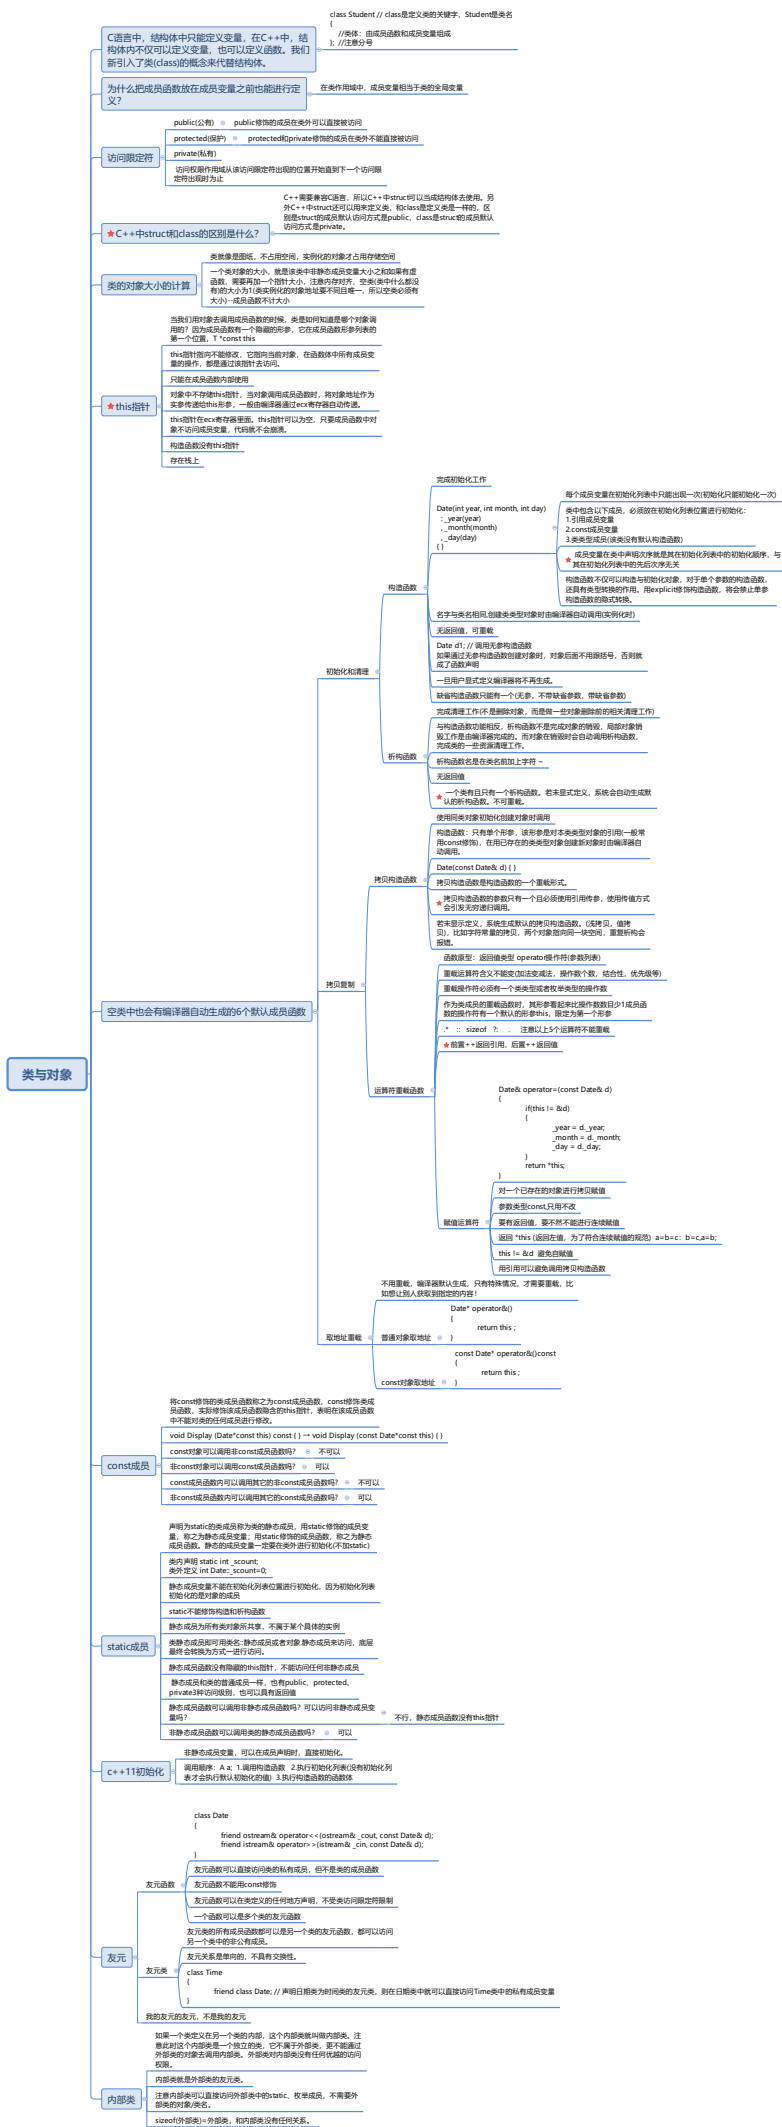 类与对象
C语言中，结构体中只能定义变量，在C++中，结
构体内不仅可以定义变量，也可以定义函数。我们
新引入了类(class)的概念来代替结构体。
class Student // class是定义类的关键字，Student是类名
{
//类体：由成员函数和成员变量组成
}; //注意分号
为什么把成员函数放在成员变量之前也能进行定
义？
在类作用域中，成员变量相当于类的全局变量
访问限定符
public(公有)
public修饰的成员在类外可以直接被访问
protected(保护)
protected和private修饰的成员在类外不能直接被访问
private(私有)
访问权限作用域从该访问限定符出现的位置开始直到下一个访问限
定符出现时为止
C++中struct和class的区别是什么？
C++需要兼容C语言，所以C++中struct可以当成结构体去使用。另
外C++中struct还可以用来定义类，和class是定义类是一样的，区
别是struct的成员默认访问方式是public，class是struct的成员默认
访问方式是private。
类的对象大小的计算
类就像是图纸，不占用空间，实例化的对象才占用存储空间
一个类对象的大小，就是该类中非静态成员变量大小之和如果有虚
函数，需要再加一个指针大小，注意内存对齐，空类(类中什么都没
有)的大小为1(类实例化的对象地址要不同且唯一，所以空类必须有
大小)--成员函数不计大小
this指针
当我们用对象去调用成员函数的时候，类是如何知道是哪个对象调
用的？因为成员函数有一个隐藏的形参，它在成员函数形参列表的
第一个位置，T *const this
this指针指向不能修改，它指向当前对象，在函数体中所有成员变
量的操作，都是通过该指针去访问。
只能在成员函数内部使用
对象中不存储this指针，当对象调用成员函数时，将对象地址作为
实参传递给this形参，一般由编译器通过ecx寄存器自动传递。
this指针在ecx寄存器里面。this指针可以为空，只要成员函数中对
象不访问成员变量，代码就不会崩溃。
构造函数没有this指针
存在栈上
空类中也会有编译器自动生成的6个默认成员函数
初始化和清理
构造函数
完成初始化工作
Date(int year, int month, int day)
: _year(year)
, _month(month)
, _day(day)
{ }
每个成员变量在初始化列表中只能出现一次(初始化只能初始化一次)
类中包含以下成员，必须放在初始化列表位置进行初始化：
1.引用成员变量
2.const成员变量
3.类类型成员(该类没有默认构造函数)
成员变量在类中声明次序就是其在初始化列表中的初始化顺序，与
其在初始化列表中的先后次序无关
构造函数不仅可以构造与初始化对象，对于单个参数的构造函数，
还具有类型转换的作用。用explicit修饰构造函数，将会禁止单参
构造函数的隐式转换。
名字与类名相同,创建类类型对象时由编译器自动调用(实例化时)
无返回值，可重载
Date d1; // 调用无参构造函数
如果通过无参构造函数创建对象时，对象后面不用跟括号，否则就
成了函数声明
一旦用户显式定义编译器将不再生成。
缺省构造函数只能有一个(无参，不带缺省参数，带缺省参数)
析构函数
完成清理工作(不是删除对象，而是做一些对象删除前的相关清理工作)
与构造函数功能相反，析构函数不是完成对象的销毁，局部对象销
毁工作是由编译器完成的。而对象在销毁时会自动调用析构函数，
完成类的一些资源清理工作。
析构函数名是在类名前加上字符 ~
无返回值
一个类有且只有一个析构函数。若未显式定义，系统会自动生成默
认的析构函数。不可重载。
拷贝复制
拷贝构造函数
使用同类对象初始化创建对象时调用
构造函数：只有单个形参，该形参是对本类类型对象的引用(一般常
用const修饰)，在用已存在的类类型对象创建新对象时由编译器自
动调用。
Date(const Date& d) { }
拷贝构造函数是构造函数的一个重载形式。
拷贝构造函数的参数只有一个且必须使用引用传参，使用传值方式
会引发无穷递归调用。
若未显示定义，系统生成默认的拷贝构造函数。(浅拷贝，值拷
贝)，比如字符常量的拷贝，两个对象指向同一块空间，重复析构会
报错。
运算符重载函数
函数原型：返回值类型 operator操作符(参数列表)
重载运算符含义不能变(加法变减法，操作数个数，结合性，优先级等)
重载操作符必须有一个类类型或者枚举类型的操作数
作为类成员的重载函数时，其形参看起来比操作数数目少1成员函
数的操作符有一个默认的形参this，限定为第一个形参
.* :: sizeof ?: . 注意以上5个运算符不能重载
前置++返回引用，后置++返回值
赋值运算符
Date& operator=(const Date& d)
{
if(this != &d)
{
_year = d._year;
_month = d._month;
_day = d._day;
}
return *this;
}
对一个已存在的对象进行拷贝赋值
参数类型const,只用不改
要有返回值，要不然不能进行连续赋值
返回 *this (返回左值，为了符合连续赋值的规范) a=b=c：b=c,a=b;
this != &d 避免自赋值
用引用可以避免调用拷贝构造函数
取地址重载
不用重载，编译器默认生成，只有特殊情况，才需要重载，比
如想让别人获取到指定的内容！
普通对象取地址
Date* operator&()
{
return this ;
}
const对象取地址
const Date* operator&()const
{
return this ;
}
const成员
将const修饰的类成员函数称之为const成员函数，const修饰类成
员函数，实际修饰该成员函数隐含的this指针，表明在该成员函数
中不能对类的任何成员进行修改。
void Display (Date*const this) const { } → void Display (const Date*const this) { }
const对象可以调用非const成员函数吗？
不可以
非const对象可以调用const成员函数吗？
可以
const成员函数内可以调用其它的非const成员函数吗？
不可以
非const成员函数内可以调用其它的const成员函数吗？
可以
static成员
声明为static的类成员称为类的静态成员，用static修饰的成员变
量，称之为静态成员变量；用static修饰的成员函数，称之为静态
成员函数。静态的成员变量一定要在类外进行初始化(不加static)
类内声明 static int _scount;
类外定义 int Date::_scount=0;
静态成员变量不能在初始化列表位置进行初始化，因为初始化列表
初始化的是对象的成员
static不能修饰构造和析构函数
静态成员为所有类对象所共享，不属于某个具体的实例
类静态成员即可用类名::静态成员或者对象.静态成员来访问，底层
最终会转换为方式一进行访问。
静态成员函数没有隐藏的this指针，不能访问任何非静态成员
静态成员和类的普通成员一样，也有public、protected、
private3种访问级别，也可以具有返回值
静态成员函数可以调用非静态成员函数吗？可以访问非静态成员变
量吗？
不行，静态成员函数没有this指针
非静态成员函数可以调用类的静态成员函数吗？
可以
c++11初始化
非静态成员变量，可以在成员声明时，直接初始化。
调用顺序：A a; 1.调用构造函数 2.执行初始化列表(没有初始化列
表才会执行默认初始化的值) 3.执行构造函数的函数体
友元
友元函数
class Date
{
friend ostream& operator<<(ostream& _cout, const Date& d);
friend istream& operator>>(istream& _cin, const Date& d);
}
友元函数可以直接访问类的私有成员，但不是类的成员函数
友元函数不能用const修饰
友元函数可以在类定义的任何地方声明，不受类访问限定符限制
一个函数可以是多个类的友元函数
友元类
友元类的所有成员函数都可以是另一个类的友元函数，都可以访问
另一个类中的非公有成员。
友元关系是单向的，不具有交换性。
class Time
{
friend class Date; // 声明日期类为时间类的友元类，则在日期类中就可以直接访问Time类中的私有成员变量
}
我的友元的友元，不是我的友元
内部类
如果一个类定义在另一个类的内部，这个内部类就叫做内部类。注
意此时这个内部类是一个独立的类，它不属于外部类，更不能通过
外部类的对象去调用内部类。外部类对内部类没有任何优越的访问
权限。
内部类就是外部类的友元类。
注意内部类可以直接访问外部类中的static、枚举成员，不需要外
部类的对象/类名。
sizeof(外部类)=外部类，和内部类没有任何关系。